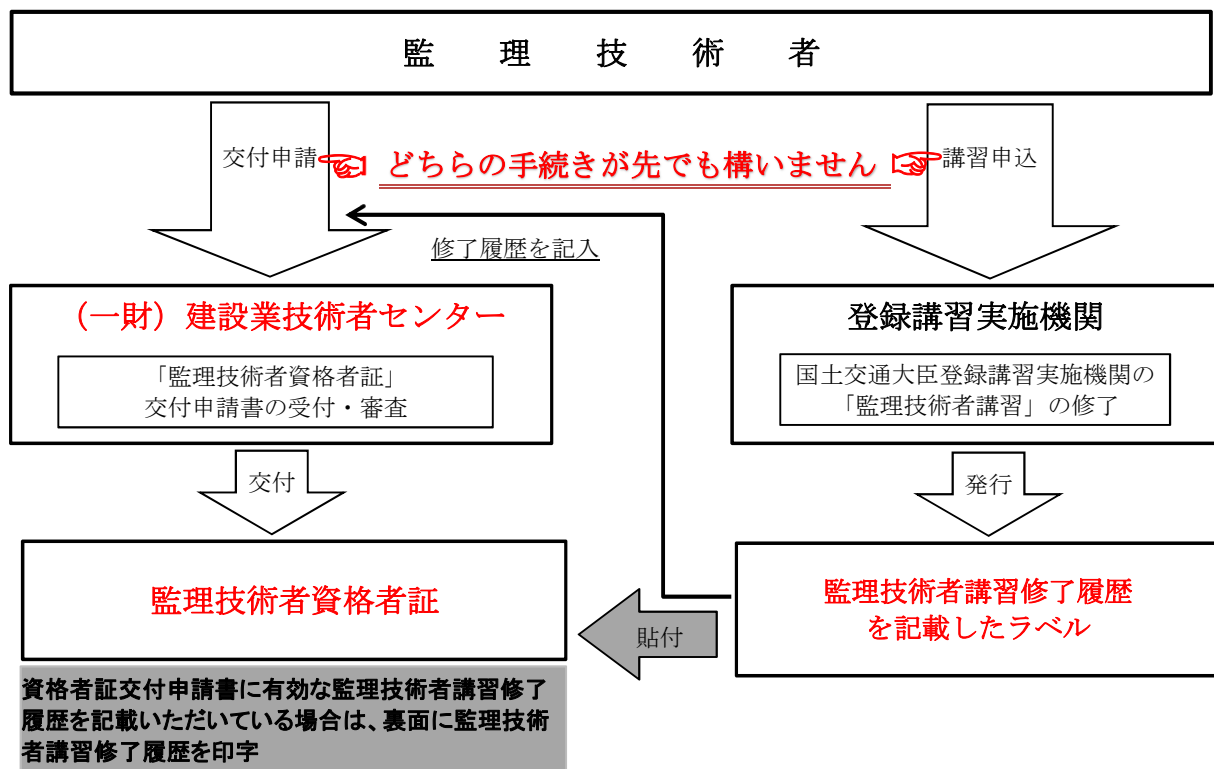 監理技術者
交付申請
どちらの手続きが先でも構いません
講習申込
修了履歴を記入
（一財）建設業技術者センター
「監理技術者資格者証」
交付申請書の受付・審査
登録講習実施機関
国土交通大臣登録講習実施機関の
「監理技術者講習」の修了
交付
発行
監理技術者資格者証
貼付
監理技術者講習修了履歴
を記載したラベル
資格者証交付申請書に有効な監理技術者講習修了
履歴を記載いただいている場合は、裏面に監理技術
者講習修了履歴を印字